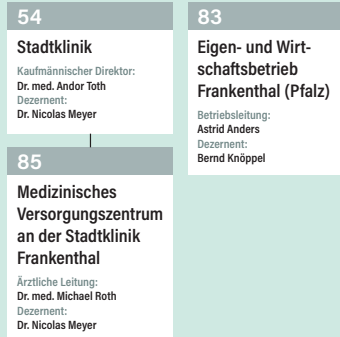 54
Stadtklinik
Kaufmännischer Direktor:
Dr. med. Andor Toth
Dezernent:
Dr. Nicolas Meyer
85
Medizinisches
Versorgungszentrum
an der Stadtklinik
Frankenthal
Ärztliche Leitung:
Dr. med. Michael Roth
Dezernent:
Dr. Nicolas Meyer
83
Eigen- und Wirt-
schaftsbetrieb
Frankenthal (Pfalz)
Betriebsleitung:
Astrid Anders
Dezernent:
Bernd Knöppel